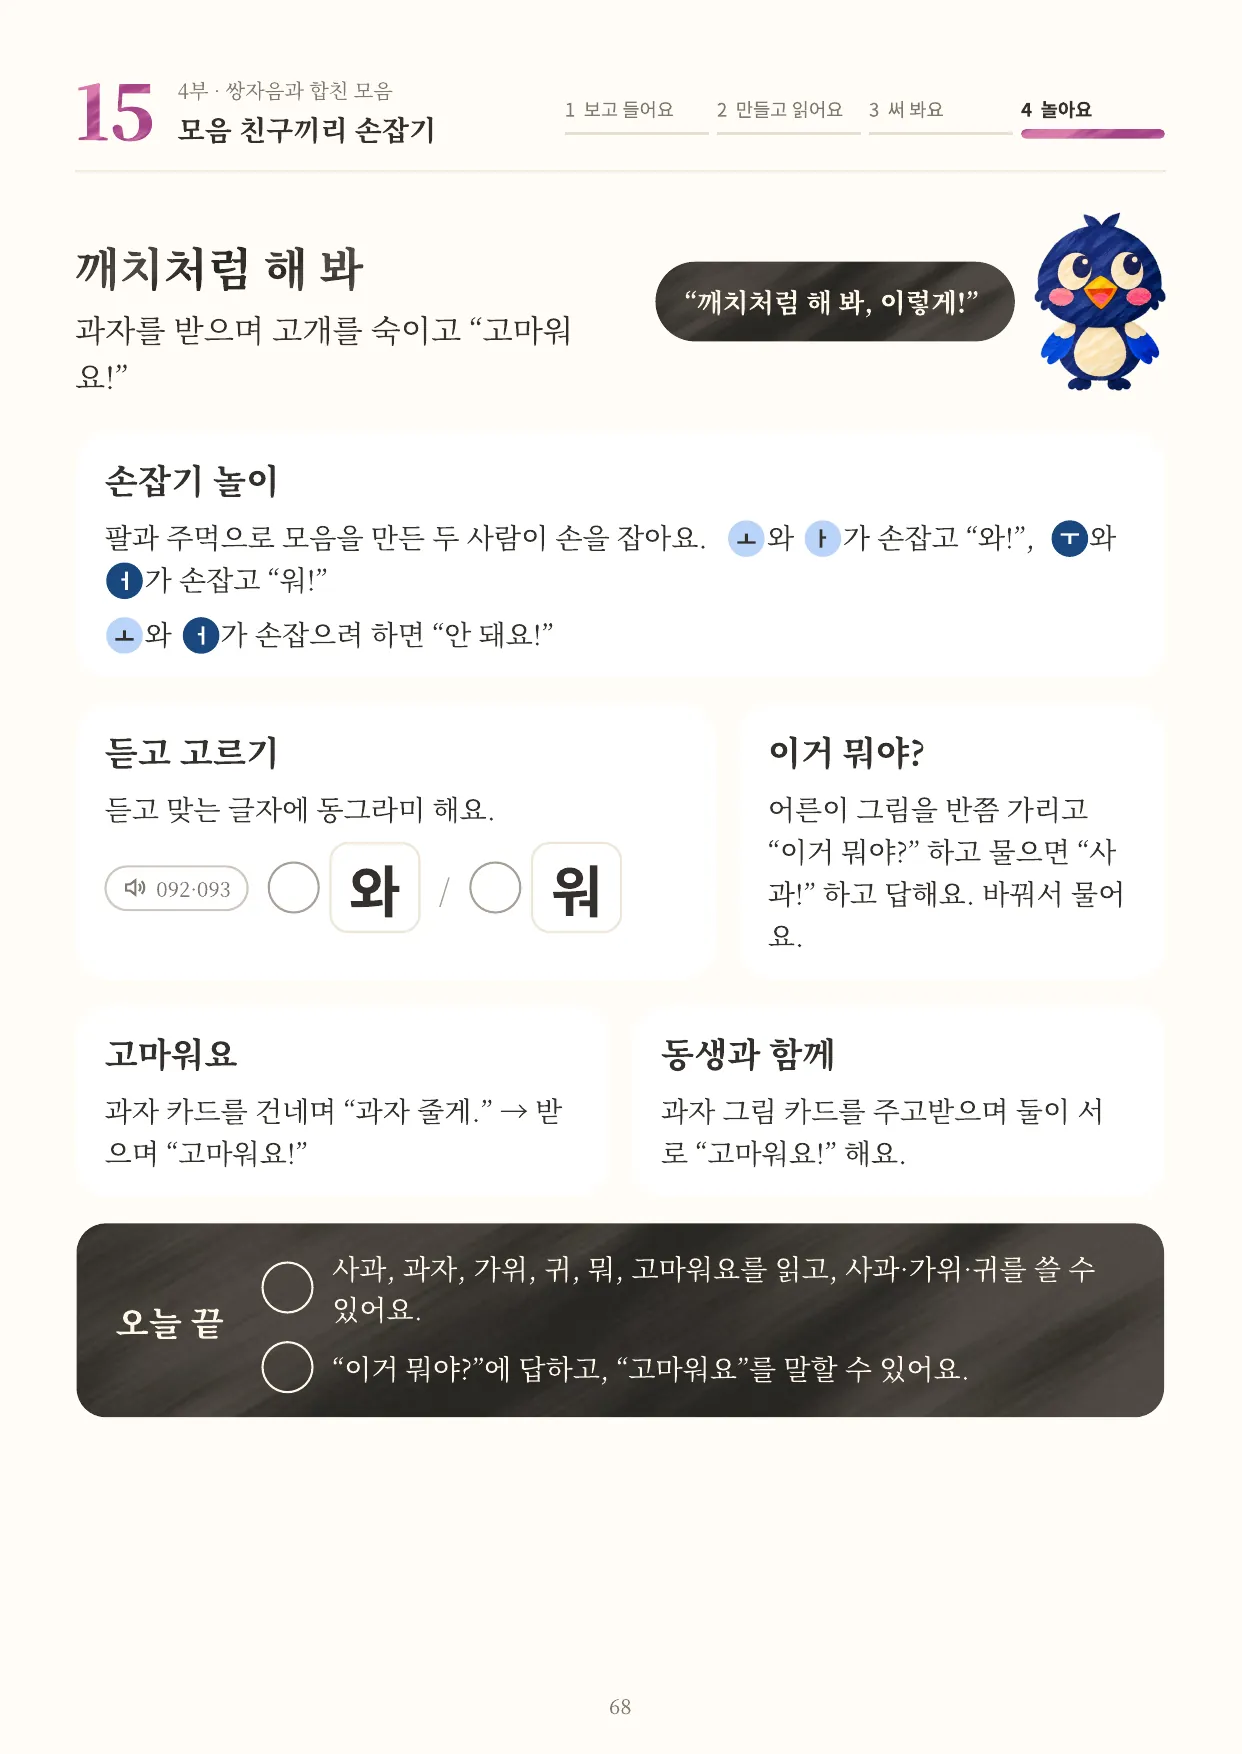 15
4부 · 쌍자음과 합친 모음
모음 친구끼리 손잡기
1 보고 들어요
2 만들고 읽어요
3 써 봐요
4 놀아요
깨치처럼 해 봐
과자를 받으며 고개를 숙이고 “고마워
요!”
“깨치처럼 해 봐, 이렇게!”
손잡기 놀이
팔과 주먹으로 모음을 만든 두 사람이 손을 잡아요. ㅗ와 ㅏ가 손잡고 “와!”, ㅜ와
ㅓ가 손잡고 “워!”
ㅗ와 ㅓ가 손잡으려 하면 “안 돼요!”
듣고 고르기
듣고 맞는 글자에 동그라미 해요.
092·093 와 / 워
이거 뭐야?
어른이 그림을 반쯤 가리고
“이거 뭐야?” 하고 물으면 “사
과!” 하고 답해요. 바꿔서 물어
요.
고마워요
과자 카드를 건네며 “과자 줄게.” → 받
으며 “고마워요!”
동생과 함께
과자 그림 카드를 주고받으며 둘이 서
로 “고마워요!” 해요.
오늘 끝
사과, 과자, 가위, 귀, 뭐, 고마워요를 읽고, 사과·가위·귀를 쓸 수
있어요.
“이거 뭐야?”에 답하고, “고마워요”를 말할 수 있어요.
68